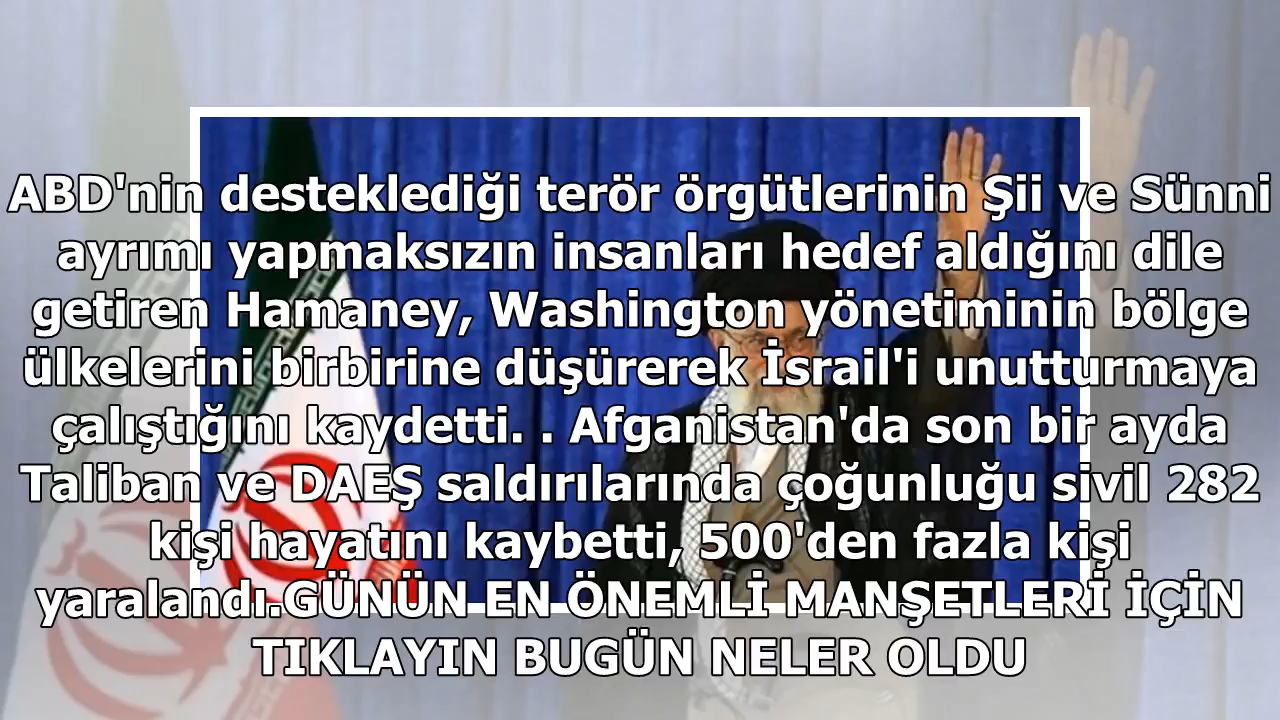 ABD'nin desteklediği terör örgütlerinin Şii ve Sünni
ayrımı yapmaksızın insanları hedef aldığını dile
getiren Hamaney, Washington yönetiminin bölge
ülkelerini birbirine düşürerek İsrail'i unutturmaya
çalıştığını kaydetti. . Afganistan'da son bir ayda
Taliban ve DAEŞ saldırılarında çoğunluğu sivil 282
kişi hayatını kaybetti, 500'den fazla kişi
yaralandı.GÜNÜN EN ÖNEMLİ MANŞETLERİ İÇİN
TIKLAYIN BUGÜN NELER OLDU